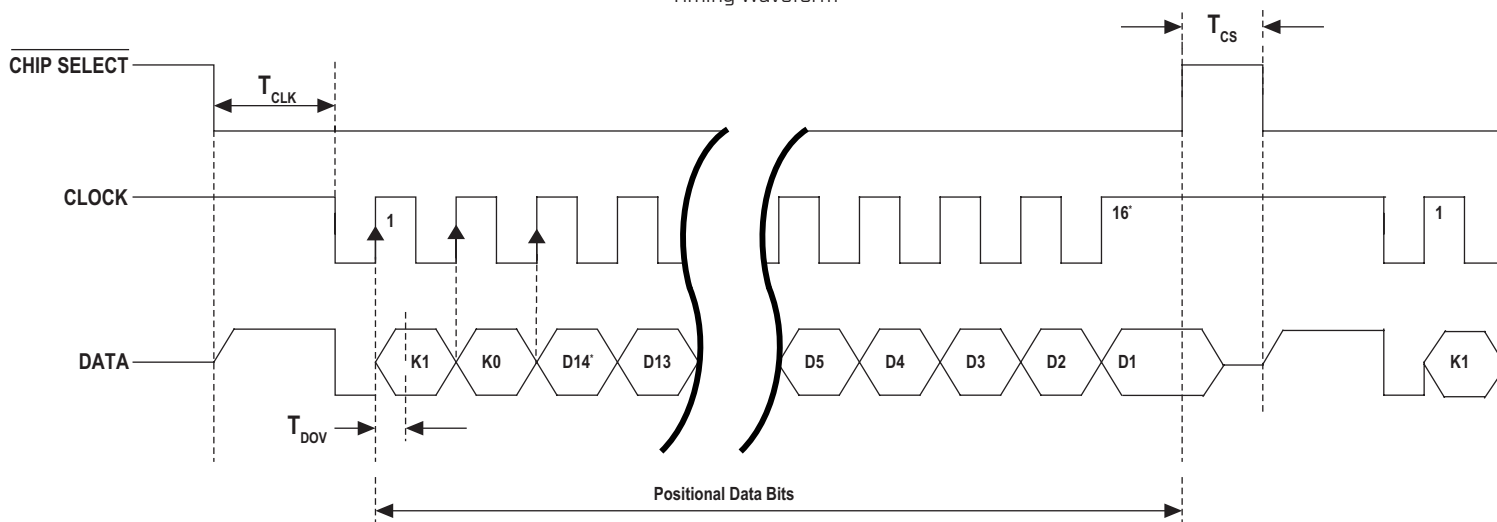 Timing Waveform
T_CS
CHIP SELECT
T_CLK
CLOCK
1
16*
1
DATA
K1
K0
D14*
D13
D5
D4
D3
D2
D1
K1
T_DOV
Positional Data Bits